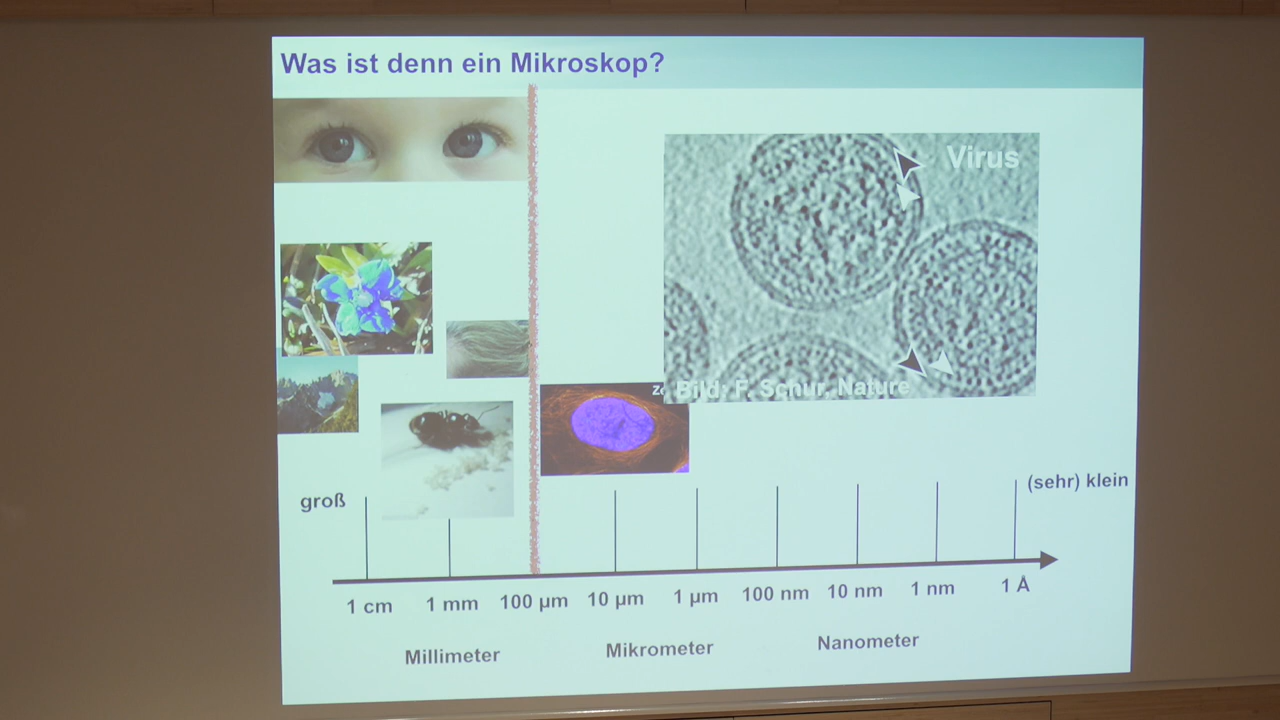 Was ist denn ein Mikroskop?
Virus
Bild: F. Schur, Nature
groß
(sehr) klein
1 cm 1 mm 100 µm 10 µm 1 µm 100 nm 10 nm 1 nm 1 Å
Millimeter Mikrometer Nanometer